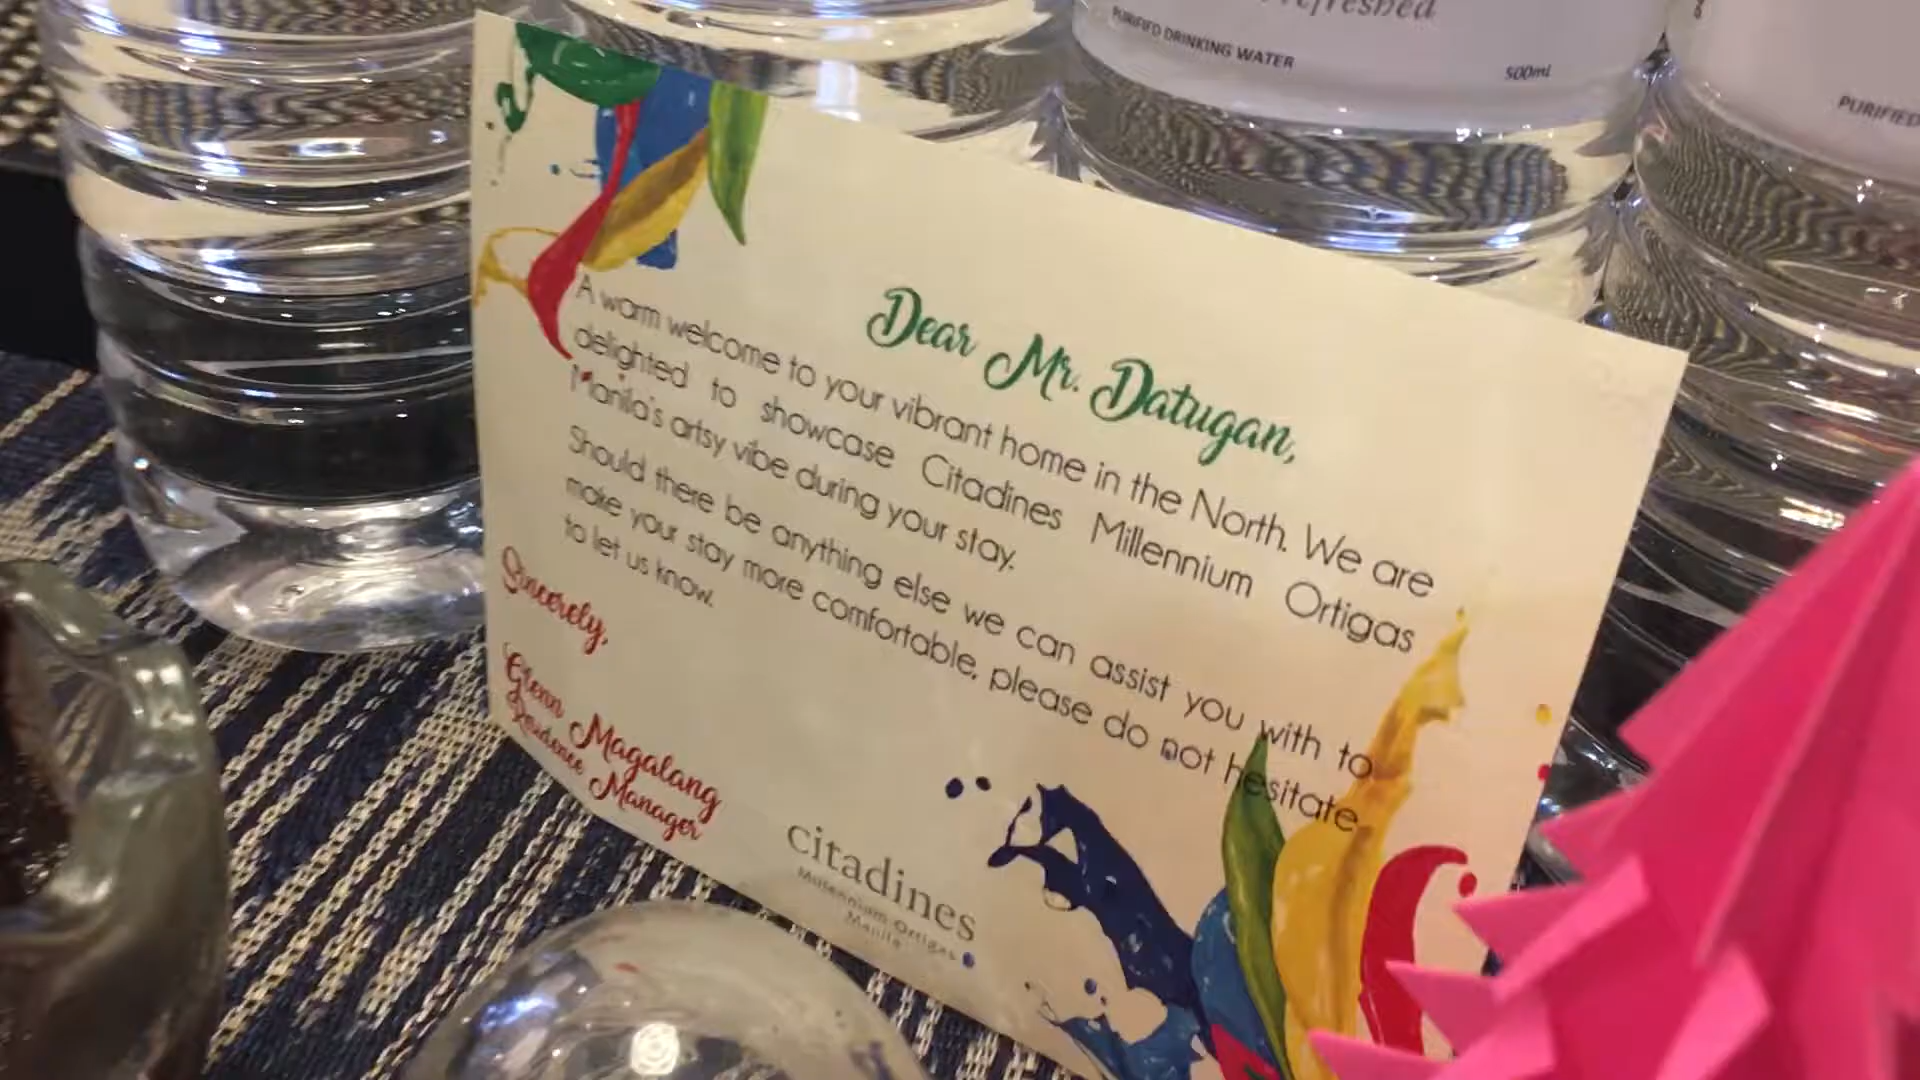 refreshed
PURIFIED DRINKING WATER
500ml
PURIFIED
Dear Mr. Datugan,
A warm welcome to your vibrant home in the North. We are
delighted to showcase Citadines Millennium Ortigas
Manila's artsy vibe during your stay.
Should there be anything else we can assist you with to
make your stay more comfortable, please do not hesitate
to let us know.
Sincerely,
Glenn Magalang
Residence Manager
citadines
Millennium Ortigas
Manila